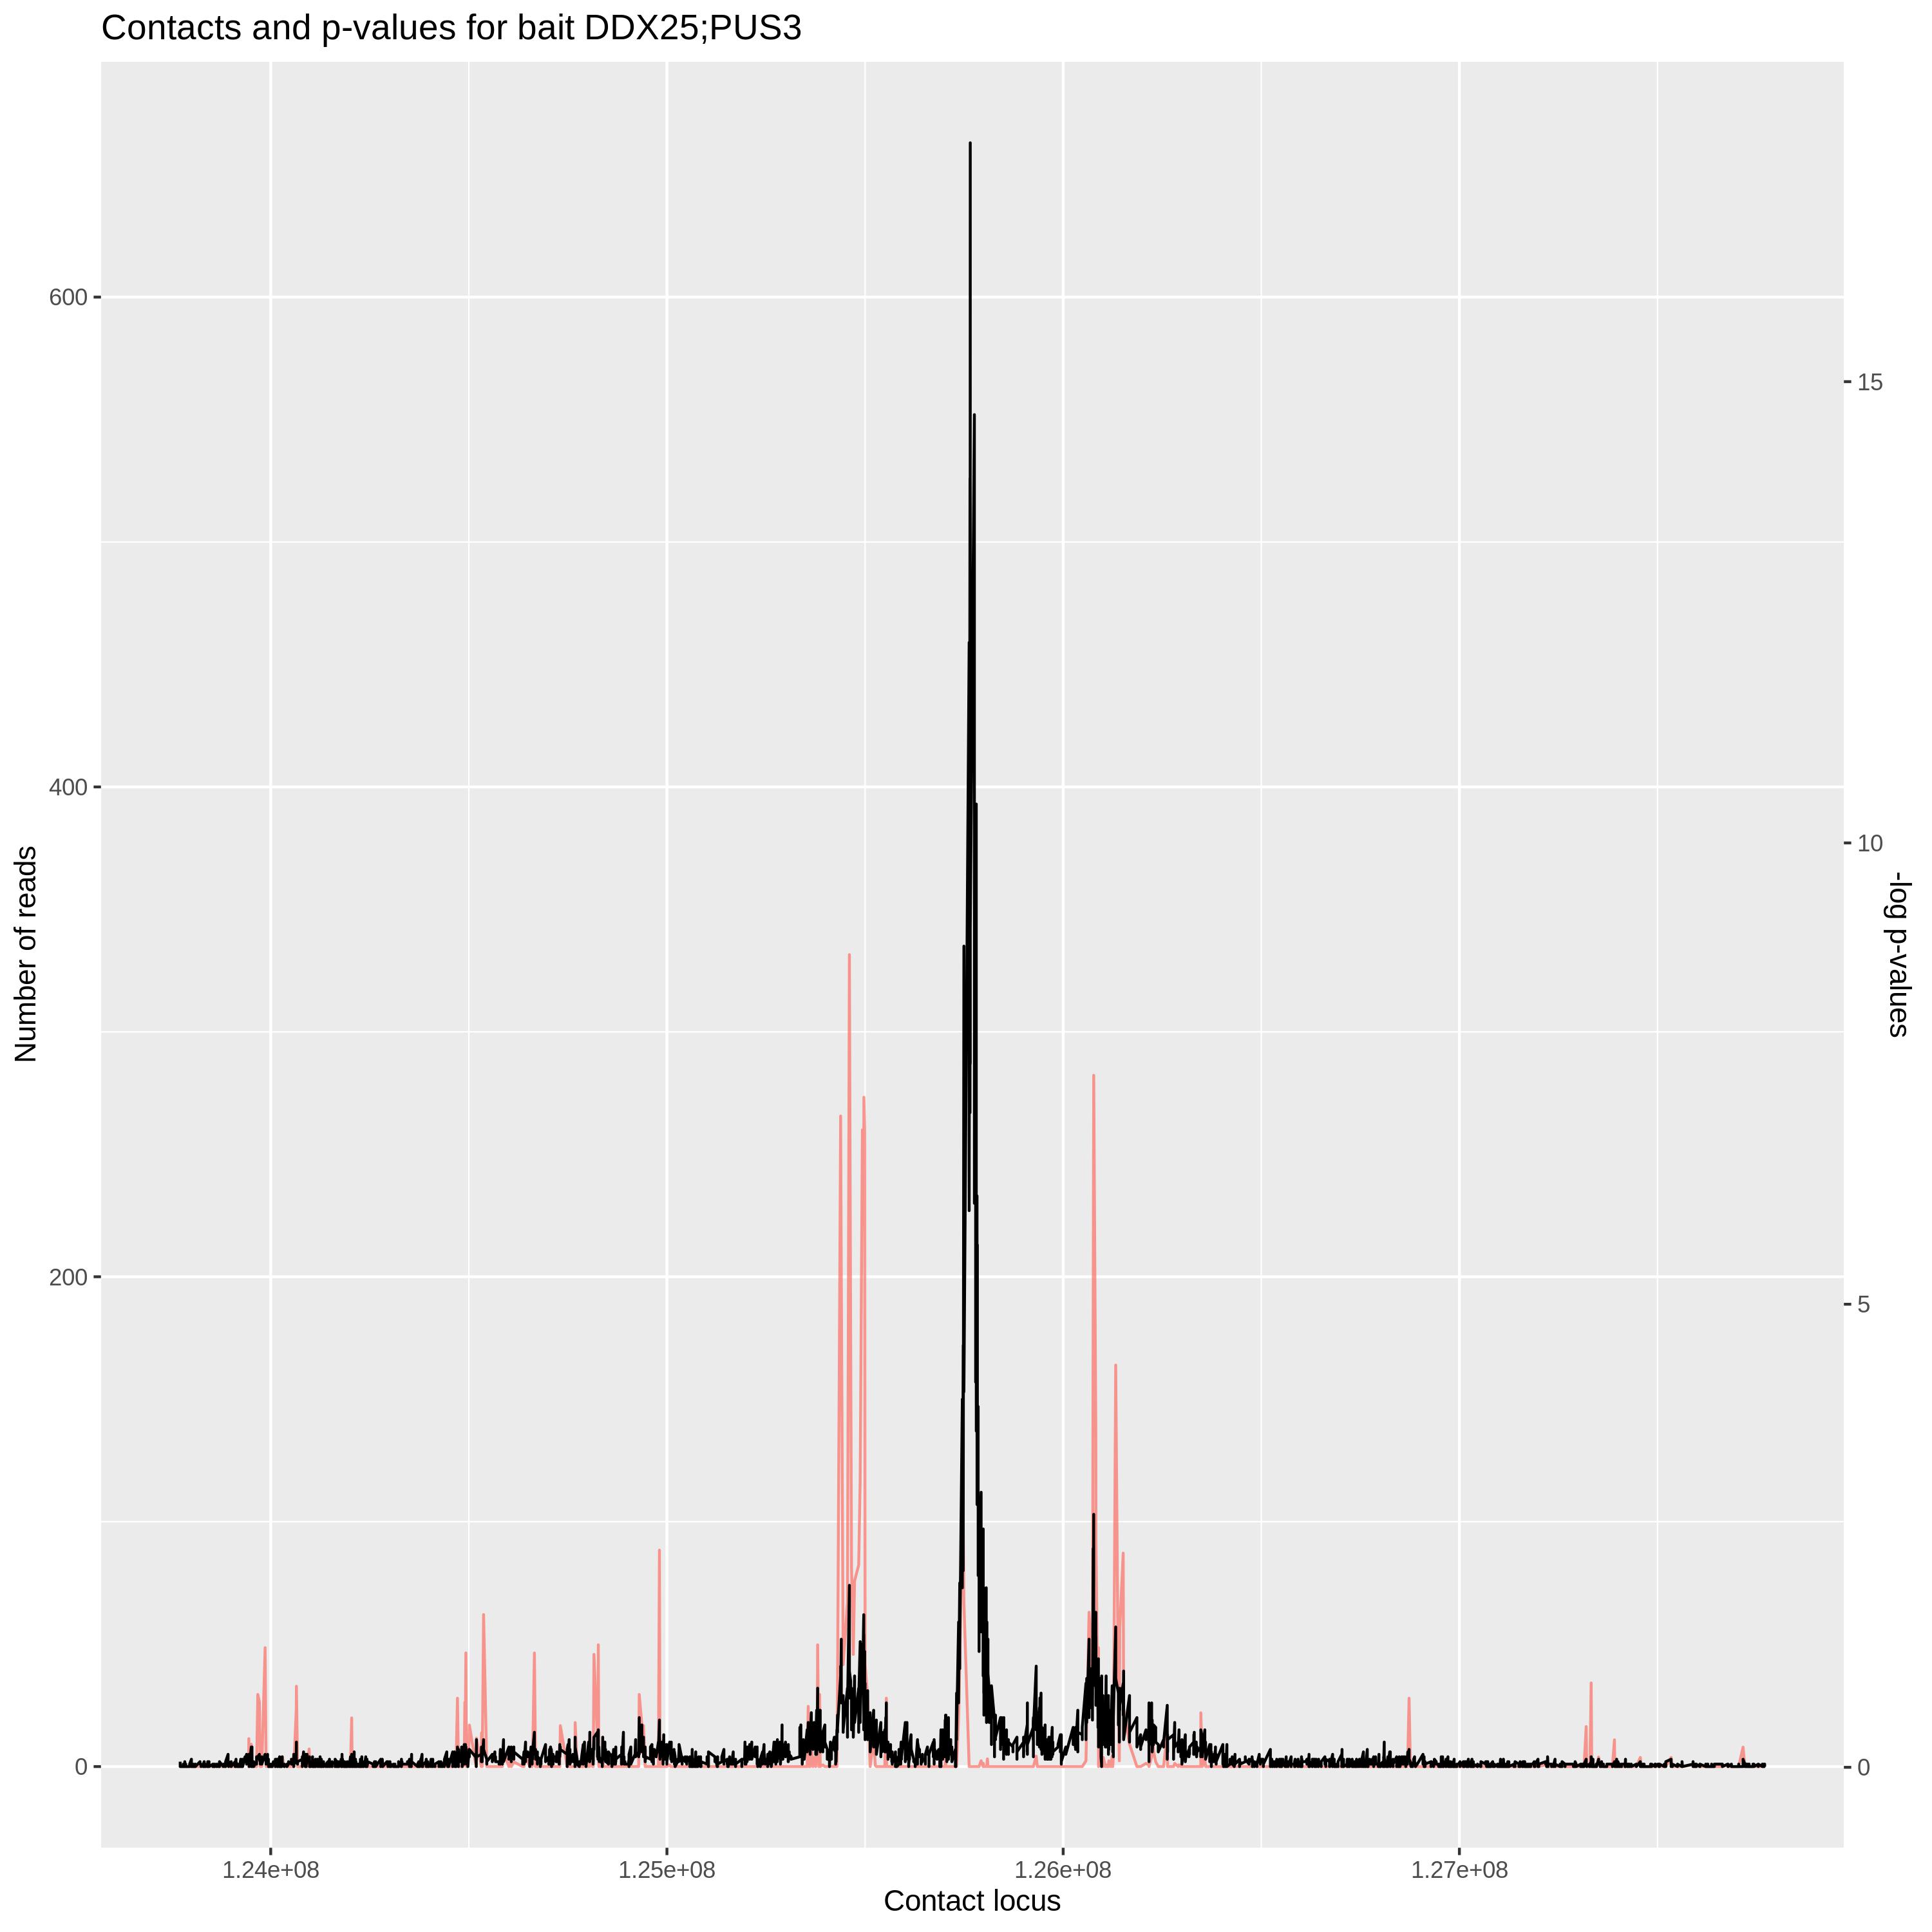 Contacts and p-values for bait DDX25;PUS3
600
400
200
0
Number of reads
15
10
5
0
-log p-values
1.24e+08
1.25e+08
1.26e+08
1.27e+08
Contact locus